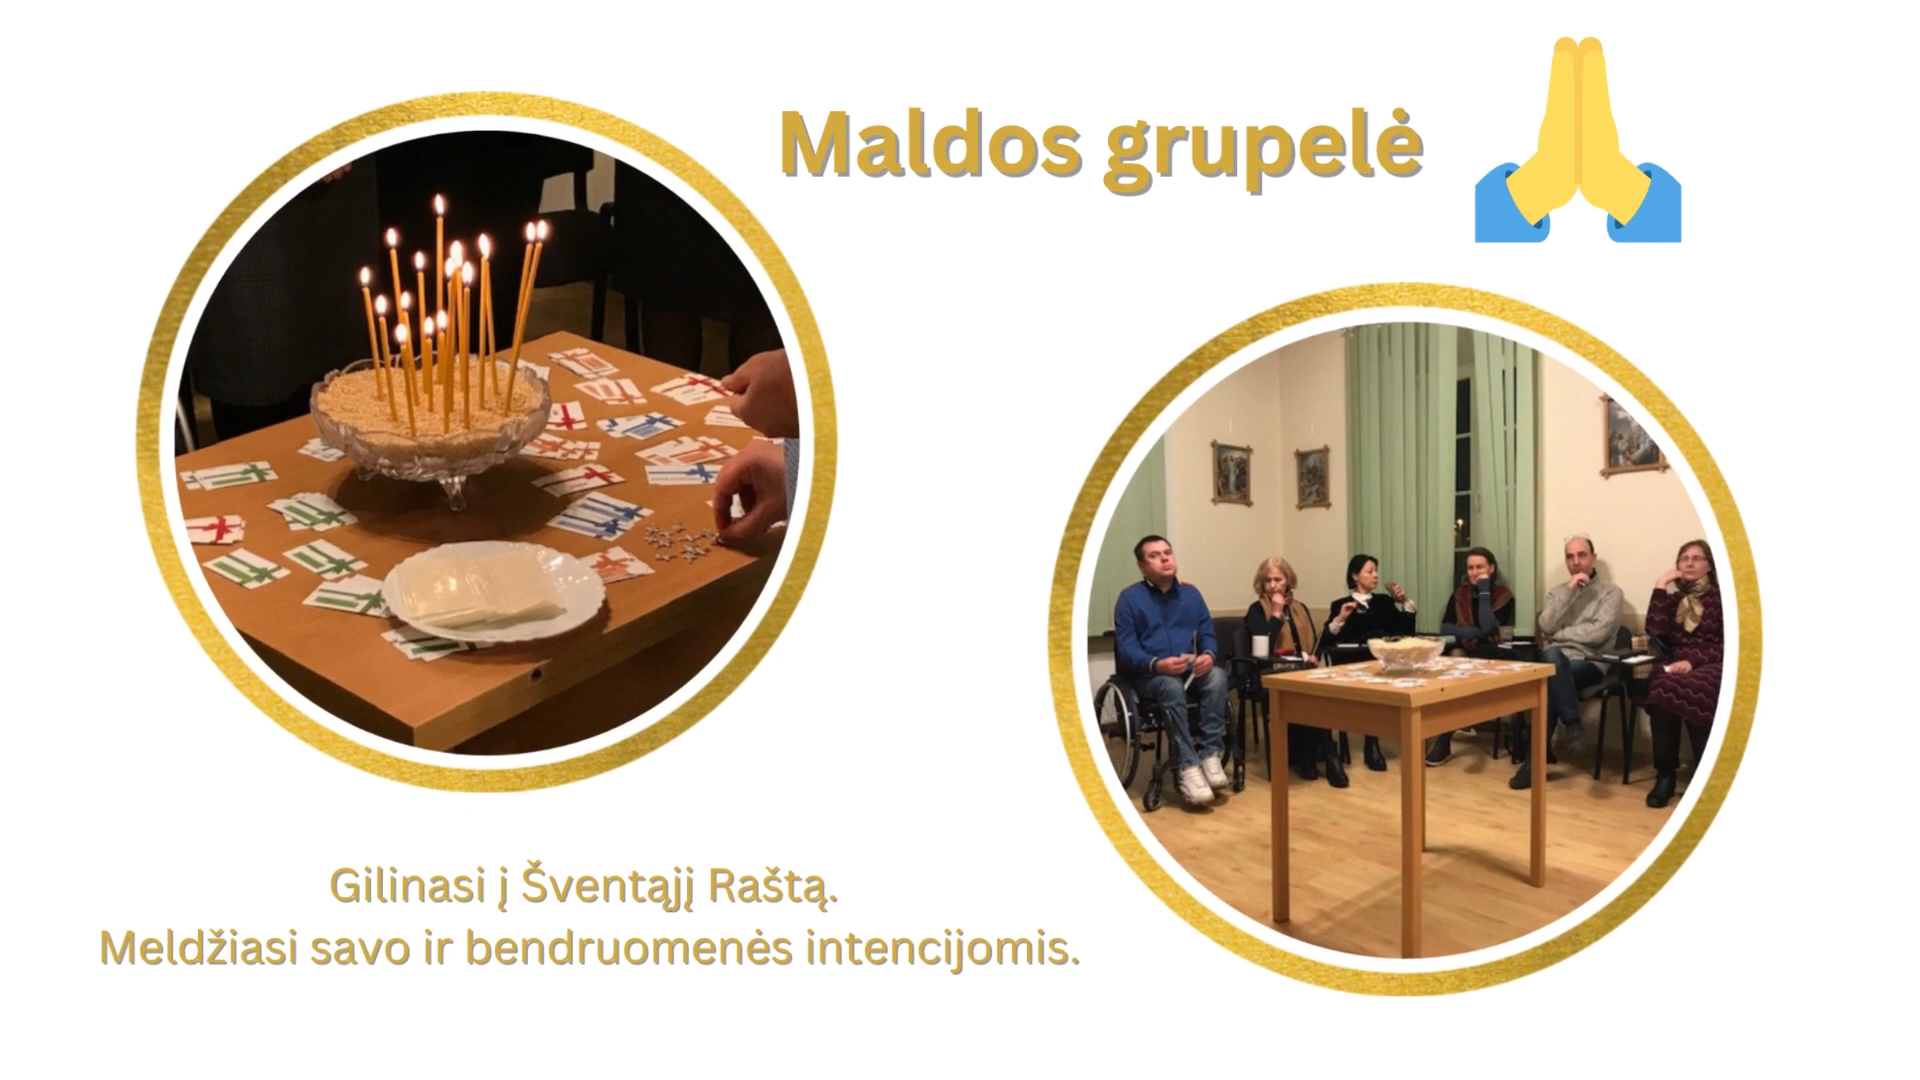 Maldos grupelė
Gilinasi į Šventąjį Raštą.
Meldžiasi savo ir bendruomenės intencijomis.